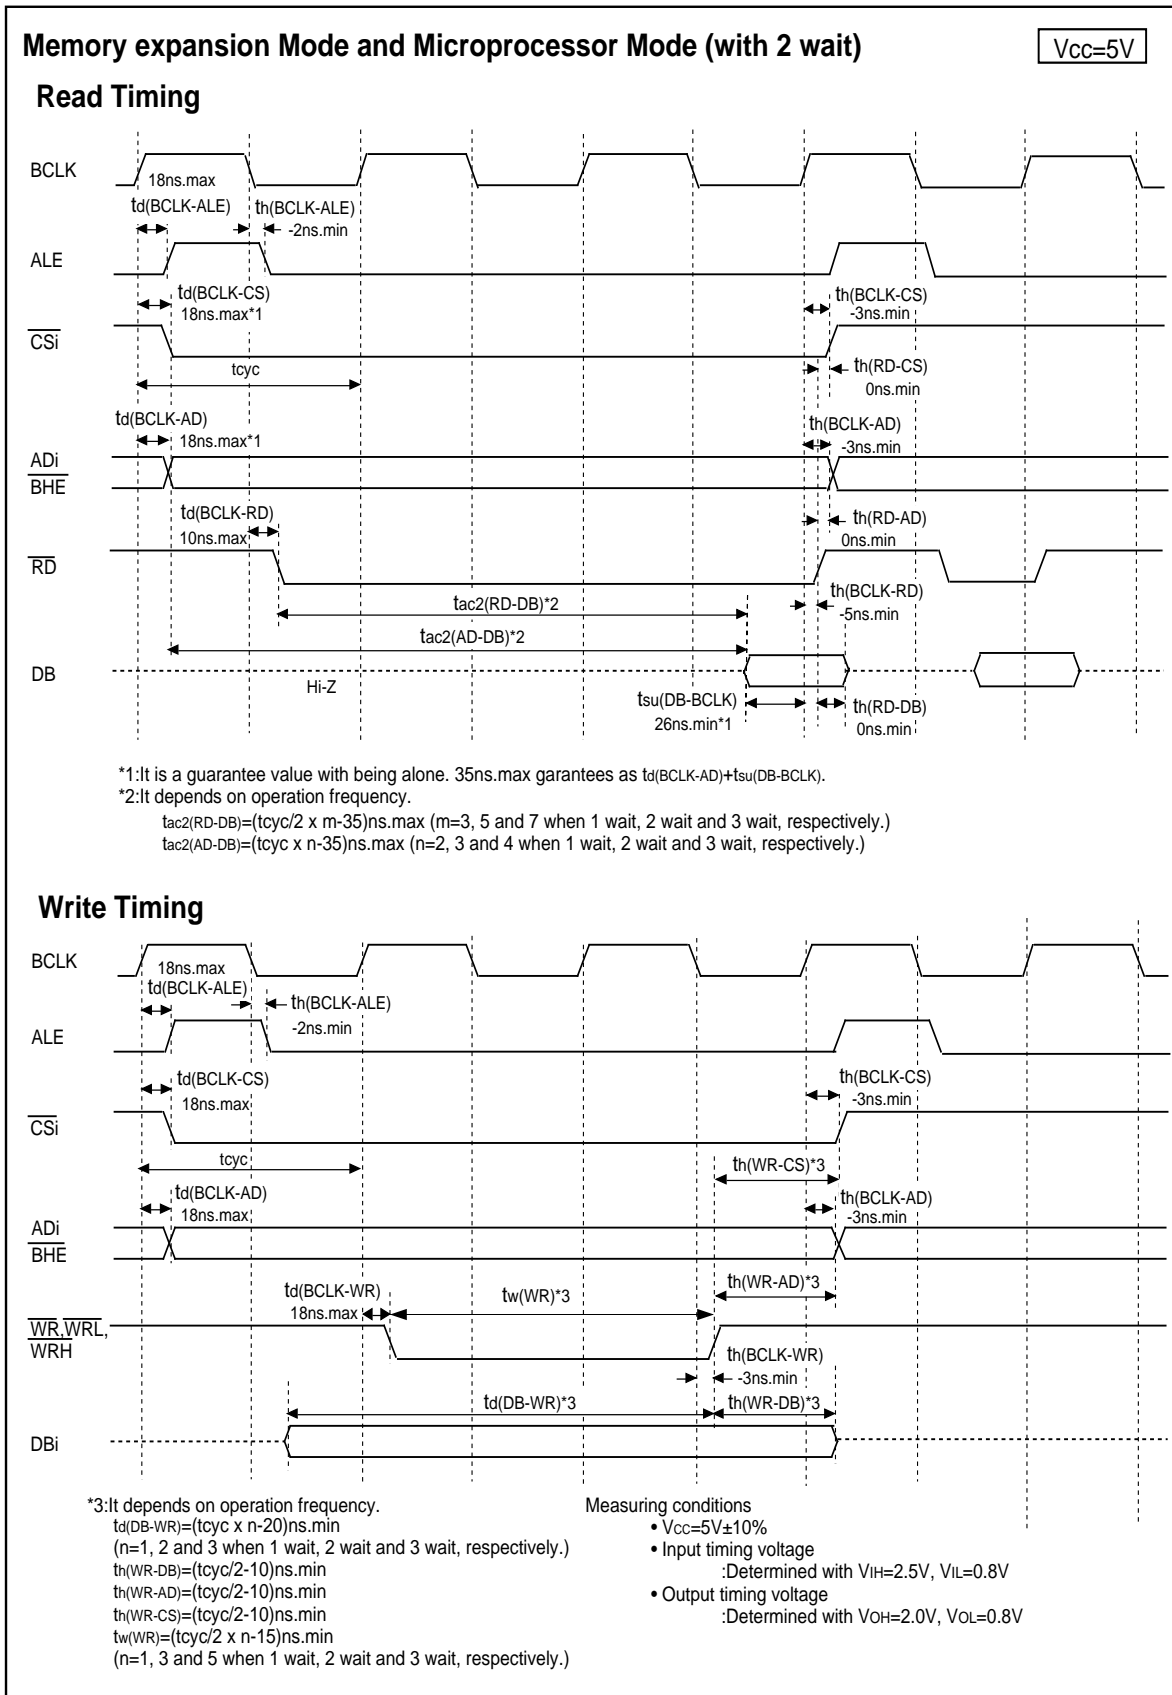 Memory expansion Mode and Microprocessor Mode (with 2 wait)
Vcc=5V
Read Timing
BCLK
18ns.max
td(BCLK-ALE)
th(BCLK-ALE)
-2ns.min
ALE
td(BCLK-CS)
18ns.max*1
th(BCLK-CS)
-3ns.min
CSi
tcyc
th(RD-CS)
0ns.min
td(BCLK-AD)
18ns.max*1
th(BCLK-AD)
-3ns.min
ADi
BHE
td(BCLK-RD)
10ns.max
th(RD-AD)
0ns.min
RD
tac2(RD-DB)*2
th(BCLK-RD)
-5ns.min
tac2(AD-DB)*2
DB
Hi-Z
tsu(DB-BCLK)
26ns.min*1
th(RD-DB)
0ns.min
*1:It is a guarantee value with being alone. 35ns.max garantees as td(BCLK-AD)+tsu(DB-BCLK).
*2:It depends on operation frequency.
tac2(RD-DB)=(tcyc/2 x m-35)ns.max (m=3, 5 and 7 when 1 wait, 2 wait and 3 wait, respectively.)
tac2(AD-DB)=(tcyc x n-35)ns.max (n=2, 3 and 4 when 1 wait, 2 wait and 3 wait, respectively.)
Write Timing
BCLK
18ns.max
td(BCLK-ALE)
th(BCLK-ALE)
-2ns.min
ALE
td(BCLK-CS)
18ns.max
th(BCLK-CS)
-3ns.min
CSi
tcyc
th(WR-CS)*3
td(BCLK-AD)
18ns.max
th(BCLK-AD)
-3ns.min
ADi
BHE
td(BCLK-WR)
18ns.max
tw(WR)*3
th(WR-AD)*3
WR,WRL,
WRH
th(BCLK-WR)
-3ns.min
td(DB-WR)*3
th(WR-DB)*3
DBi
*3:It depends on operation frequency.
td(DB-WR)=(tcyc x n-20)ns.min
(n=1, 2 and 3 when 1 wait, 2 wait and 3 wait, respectively.)
th(WR-DB)=(tcyc/2-10)ns.min
th(WR-AD)=(tcyc/2-10)ns.min
th(WR-CS)=(tcyc/2-10)ns.min
tw(WR)=(tcyc/2 x n-15)ns.min
(n=1, 3 and 5 when 1 wait, 2 wait and 3 wait, respectively.)
Measuring conditions
• VCC=5V±10%
• Input timing voltage
:Determined with VIH=2.5V, VIL=0.8V
• Output timing voltage
:Determined with VOH=2.0V, VOL=0.8V